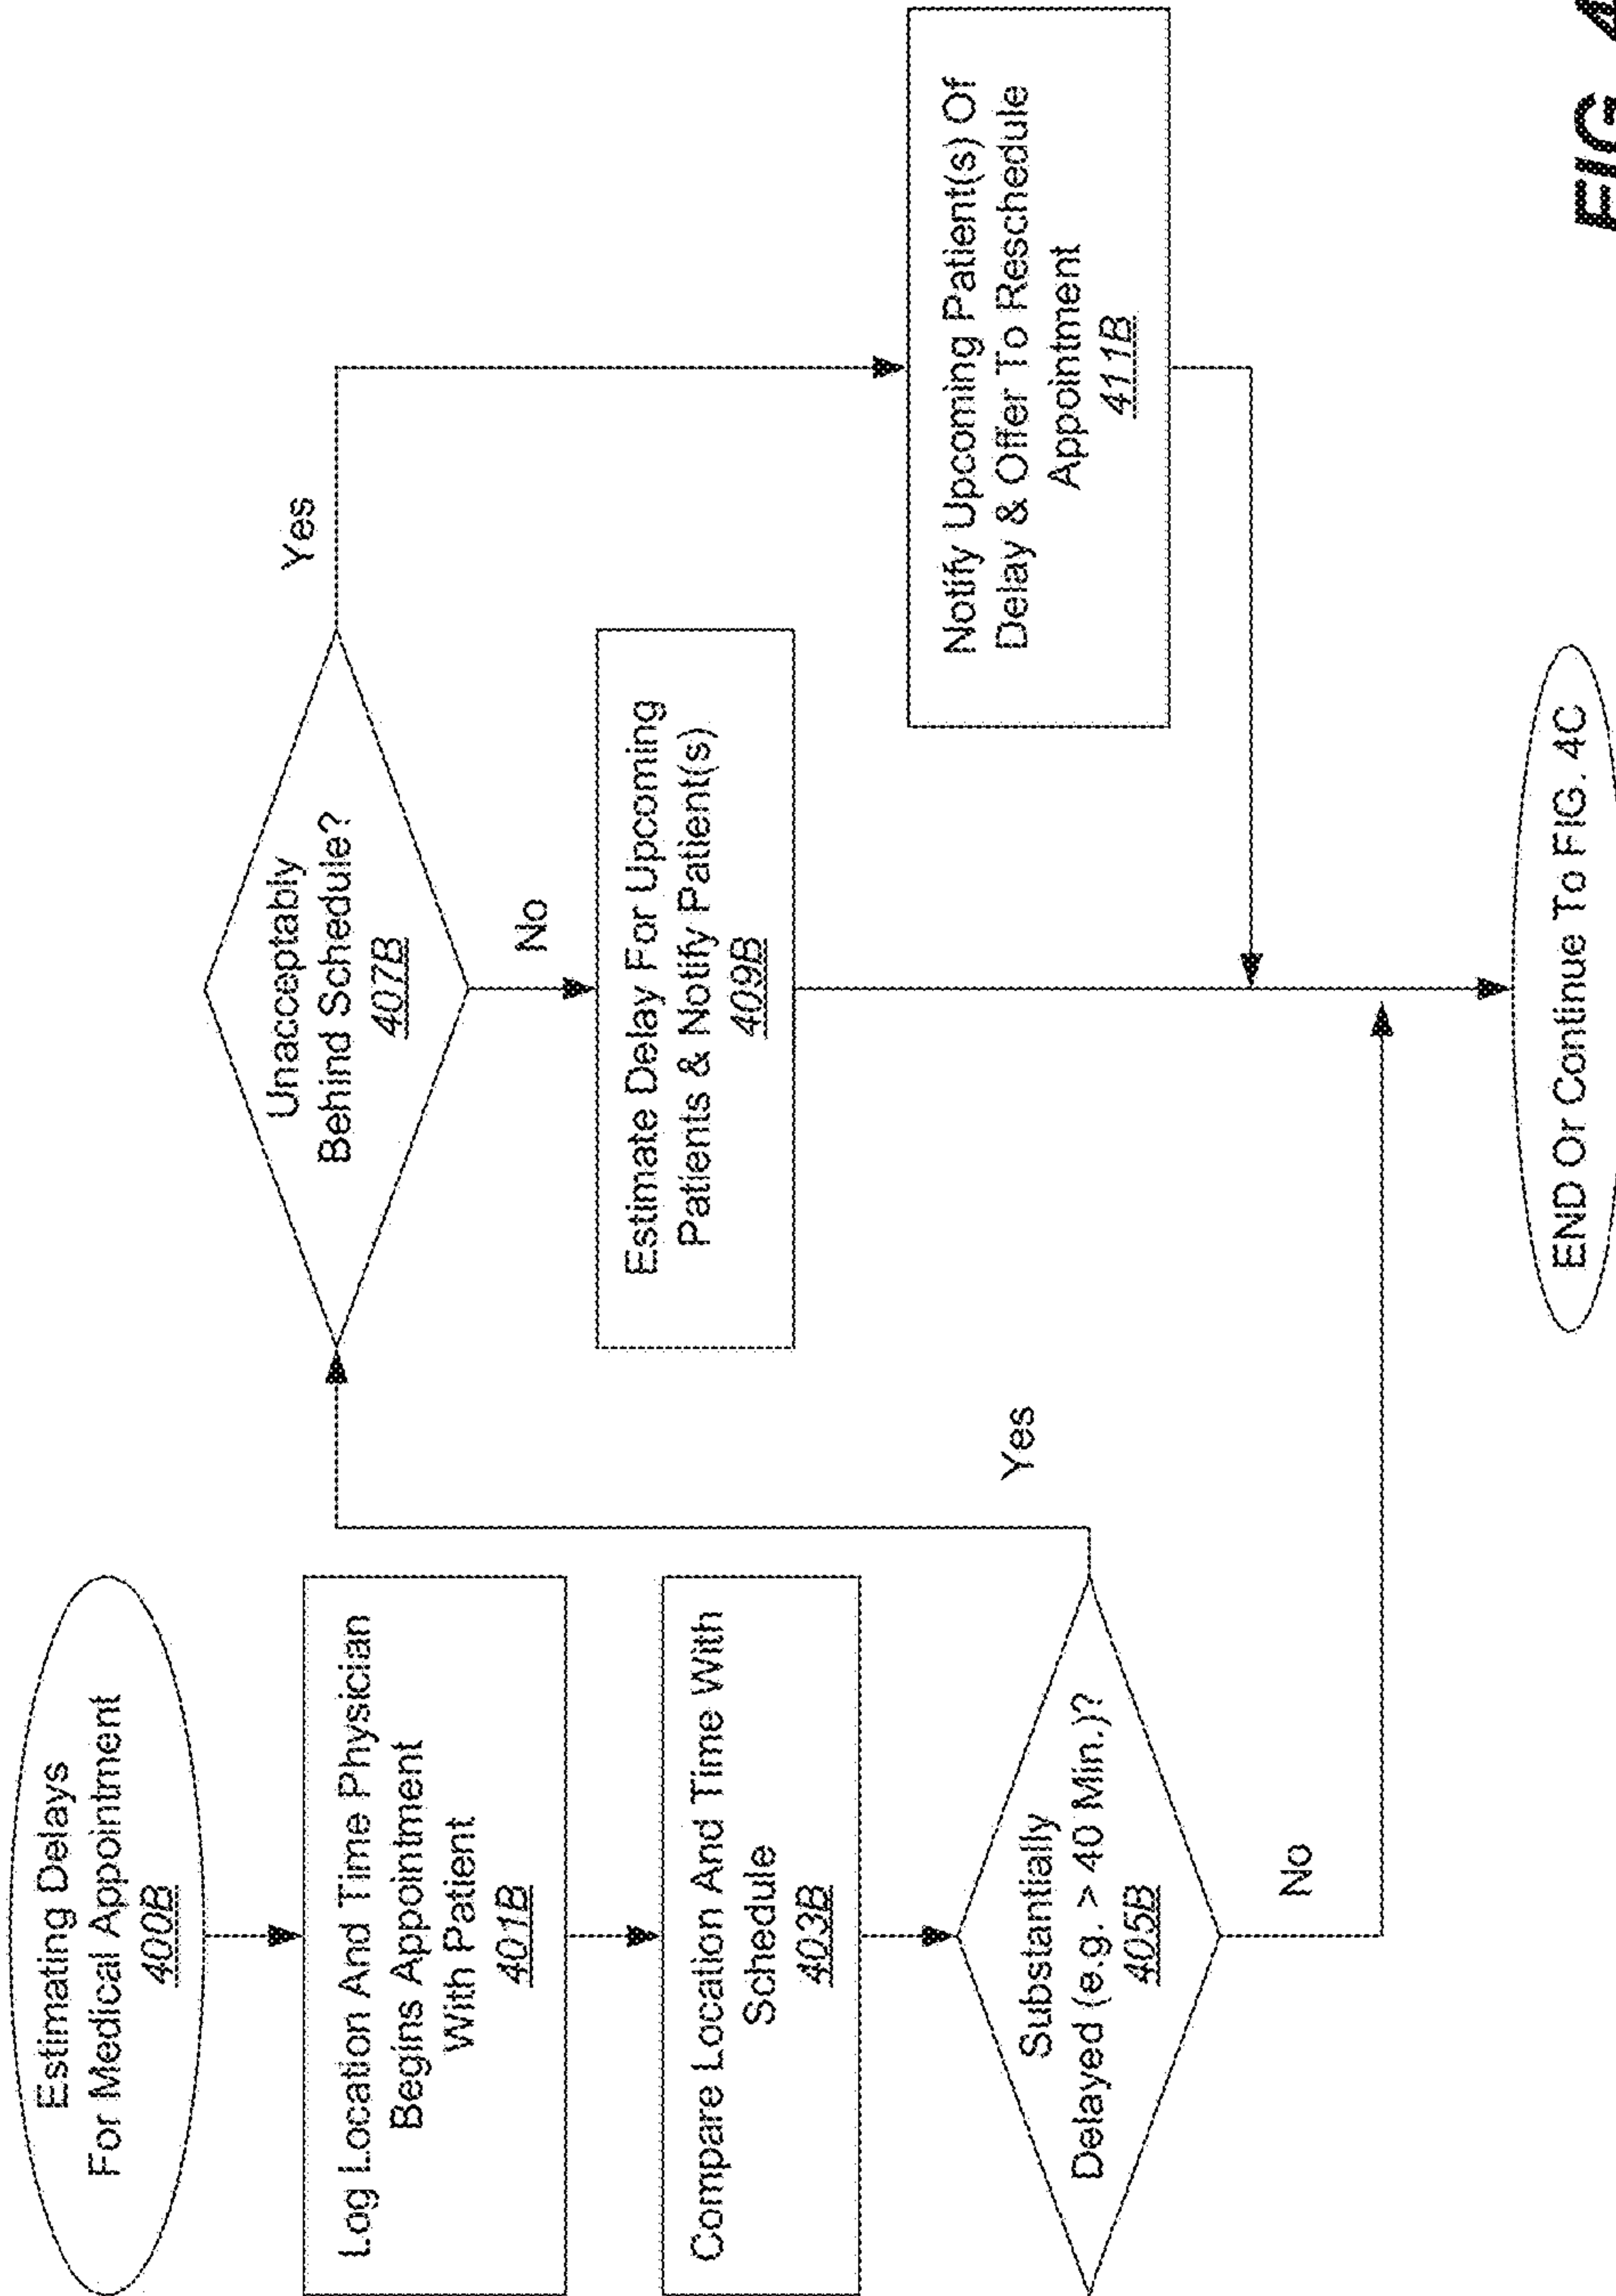 Estimating Delays
For Medical Appointment
400B
Log Location And Time Physician
Begins Appointment
With Patient
401B
Compare Location And Time With
Schedule
403B
Substantially
Delayed (e.g. > 40 Min.)?
405B
Yes
No
Unacceptably
Behind Schedule?
407B
Yes
No
Estimate Delay For Upcoming
Patients & Notify Patient(s)
409B
Notify Upcoming Patient(s) Of
Delay & Offer To Reschedule
Appointment
411B
END Or Continue To FIG. 4C
FIG.